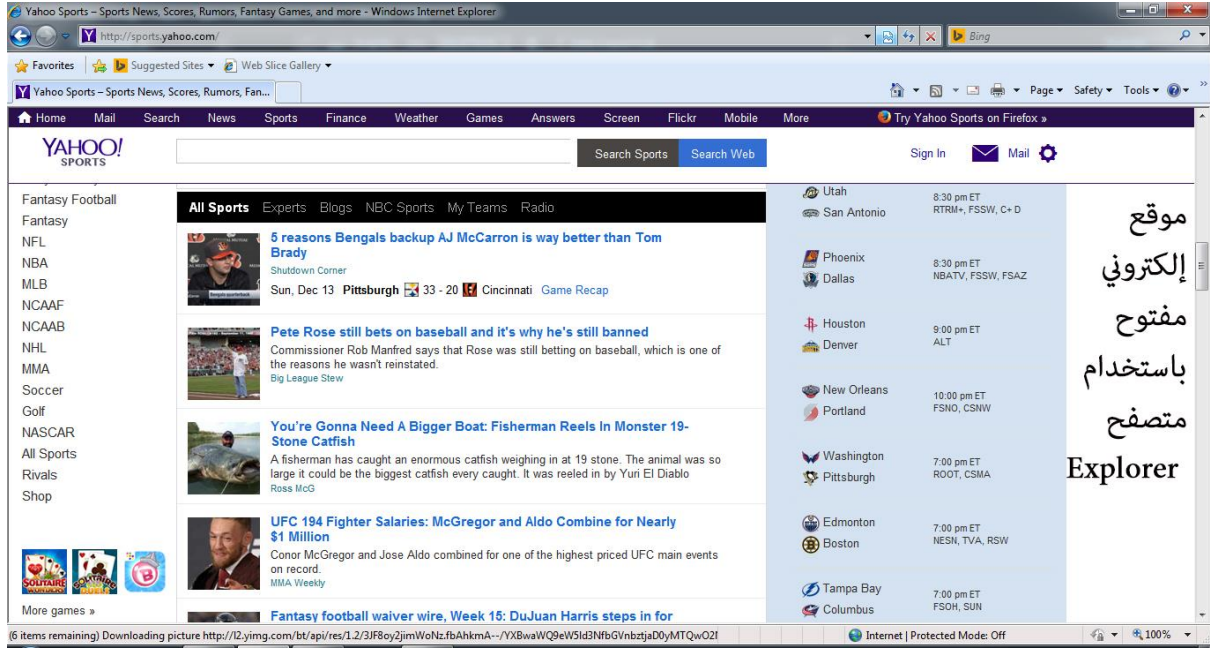 Yahoo Sports – Sports News, Scores, Rumors, Fantasy Games, and more - Windows Internet Explorer
http://sports.yahoo.com/
Bing
Favorites
Suggested Sites
Web Slice Gallery
Yahoo Sports – Sports News, Scores, Rumors, Fan...
Page Safety Tools
Home Mail Search News Sports Finance Weather Games Answers Screen Flickr Mobile More Try Yahoo Sports on Firefox »
YAHOO!
SPORTS
Search Sports
Search Web
Sign In
Mail
Fantasy Football
Fantasy
NFL
NBA
MLB
NCAAF
NCAAB
NHL
MMA
Soccer
Golf
NASCAR
All Sports
Rivals
Shop
SOLITAIRE
More games »
All Sports Experts Blogs NBC Sports My Teams Radio
5 reasons Bengals backup AJ McCarron is way better than Tom
Brady
Shutdown Corner
Sun, Dec 13 Pittsburgh 33 - 20 Cincinnati Game Recap
Pete Rose still bets on baseball and it's why he's still banned
Commissioner Rob Manfred says that Rose was still betting on baseball, which is one of
the reasons he wasn't reinstated.
Big League Stew
You're Gonna Need A Bigger Boat: Fisherman Reels In Monster 19-
Stone Catfish
A fisherman has caught an enormous catfish weighing in at 19 stone. The animal was so
large it could be the biggest catfish every caught. It was reeled in by Yuri El Diablo
Ross McG
UFC 194 Fighter Salaries: McGregor and Aldo Combine for Nearly
$1 Million
Conor McGregor and Jose Aldo combined for one of the highest priced UFC main events
on record.
MMA Weekly
Fantasy football waiver wire, Week 15: DuJuan Harris steps in for
Utah
San Antonio
8:30 pm ET
RTRM+, FSSW, C+ D
Phoenix
Dallas
8:30 pm ET
NBATV, FSSW, FSAZ
Houston
Denver
9:00 pm ET
ALT
New Orleans
Portland
10:00 pm ET
FSNO, CSNW
Washington
Pittsburgh
7:00 pm ET
ROOT, CSMA
Edmonton
Boston
7:00 pm ET
NESN, TVA, RSW
Tampa Bay
Columbus
7:00 pm ET
FSOH, SUN
موقع
إلكتروني
مفتوح
باستخدام
متصفح
Explorer
(6 items remaining) Downloading picture
Internet | Protected Mode: Off
100%